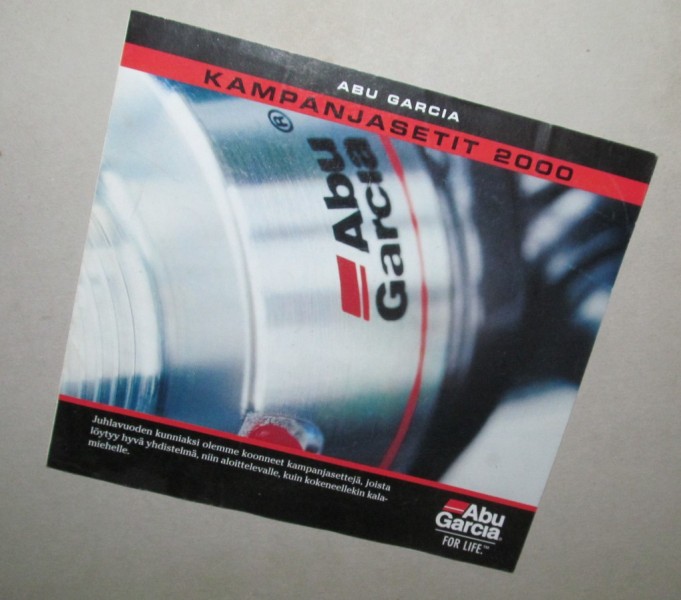 ABU GARCIA
KAMPANJASETIT 2000
®
Abu
Garcia
Juhlavuoden kunniaksi olemme koonneet kampanjasettejä, joista
löytyy hyvä yhdistelmä, niin aloittelevalle, kuin kokeneellekin kala-
miehelle.
Abu
Garcia®
FOR LIFE.™